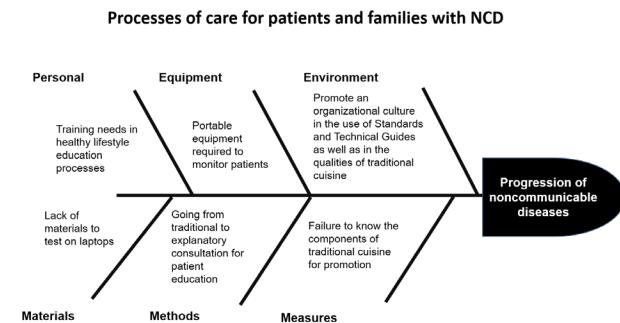 Processes of care for patients and families with NCD
Personal
Equipment
Environment
Training needs in
healthy lifestyle
education
processes
Portable
equipment
required to
monitor patients
Promote an
organizational culture
in the use of Standards
and Technical Guides
as well as in the
qualities of traditional
cuisine
Progression of
noncommunicable
diseases
Lack of
materials to
test on laptops
Going from
traditional to
explanatory
consultation for
patient
education
Failure to know the
components of
traditional cuisine
for promotion
Materials
Methods
Measures